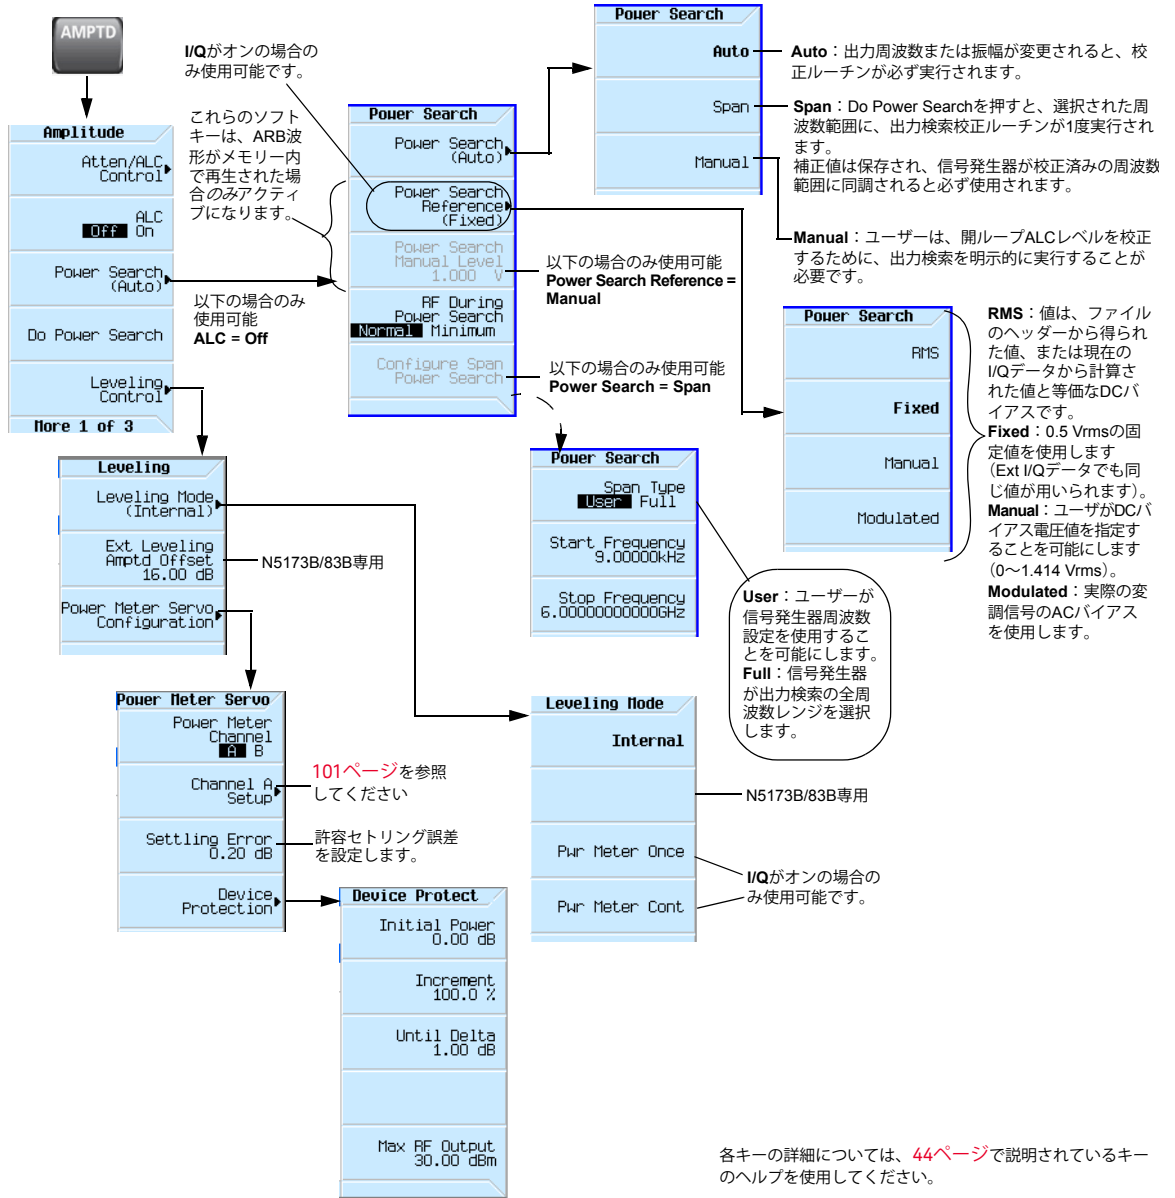 AMPTD
Amplitude
Atten/ALC
Control
ALC
Off On
Power Search
(Auto)
Do Power Search
Leveling
Control
More 1 of 3
I/Qがオンの場合の
み使用可能です。
これらのソフト
キーは、ARB波
形がメモリー内
で再生された場
合のみアクティ
ブになります。
以下の場合のみ
使用可能
ALC = Off
Power Search
Power Search
(Auto)
Power Search
Reference
(Fixed)
Power Search
Manual Level
1.000 V
RF During
Power Search
Normal Minimum
Configure Span
Power Search
以下の場合のみ使用可能
Power Search Reference =
Manual
以下の場合のみ使用可能
Power Search = Span
Power Search
Auto
Span
Manual
Auto：出力周波数または振幅が変更されると、校
正ルーチンが必ず実行されます。
Span：Do Power Searchを押すと、選択された周
波数範囲に、出力検索校正ルーチンが1度実行され
ます。
補正値は保存され、信号発生器が校正済みの周波数
範囲に同調されると必ず使用されます。
Manual：ユーザーは、開ループALCレベルを校正
するために、出力検索を明示的に実行することが
必要です。
Power Search
RMS
Fixed
Manual
Modulated
RMS：値は、ファイル
のヘッダーから得られ
た値、または現在の
I/Qデータから計算さ
れた値と等価なDCバ
イアスです。
Fixed：0.5 Vrmsの固
定値を使用します
（Ext I/Qデータでも同
じ値が用いられます）。
Manual：ユーザがDCバ
イアス電圧値を指定す
ることを可能にします
（0～1.414 Vrms）。
Modulated：実際の変
調信号のACバイアス
を使用します。
Power Search
Span Type
User Full
Start Frequency
9.00000kHz
Stop Frequency
6.00000000000GHz
User：ユーザーが
信号発生器周波数
設定を使用するこ
とを可能にします。
Full：信号発生器
が出力検索の全周
波数レンジを選択
します。
Leveling
Leveling Mode
(Internal)
Ext Leveling
Amptd Offset
16.00 dB
Power Meter Servo
Configuration
N5173B/83B専用
Power Meter Servo
Power Meter
Channel
A B
Channel A
Setup
Settling Error
0.20 dB
Device
Protection
101ページを参照
してください
許容セトリング誤差
を設定します。
Leveling Mode
Internal
Pwr Meter Once
Pwr Meter Cont
N5173B/83B専用
I/Qがオンの場合の
み使用可能です。
Device Protect
Initial Power
0.00 dB
Increment
100.0 %
Until Delta
1.00 dB
Max RF Output
30.00 dBm
各キーの詳細については、44ページで説明されているキー
のヘルプを使用してください。